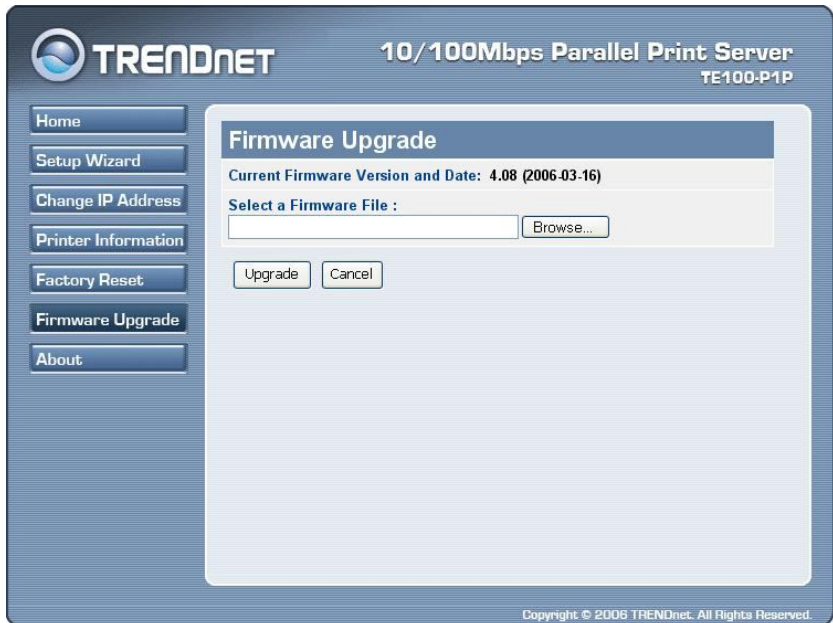 TRENDnet
10/100Mbps Parallel Print Server
TE100-P1P
Home
Setup Wizard
Change IP Address
Printer Information
Factory Reset
Firmware Upgrade
About
Firmware Upgrade
Current Firmware Version and Date: 4.08 (2006-03-16)
Select a Firmware File :
Browse...
Upgrade Cancel
Copyright © 2006 TRENDnet. All Rights Reserved.